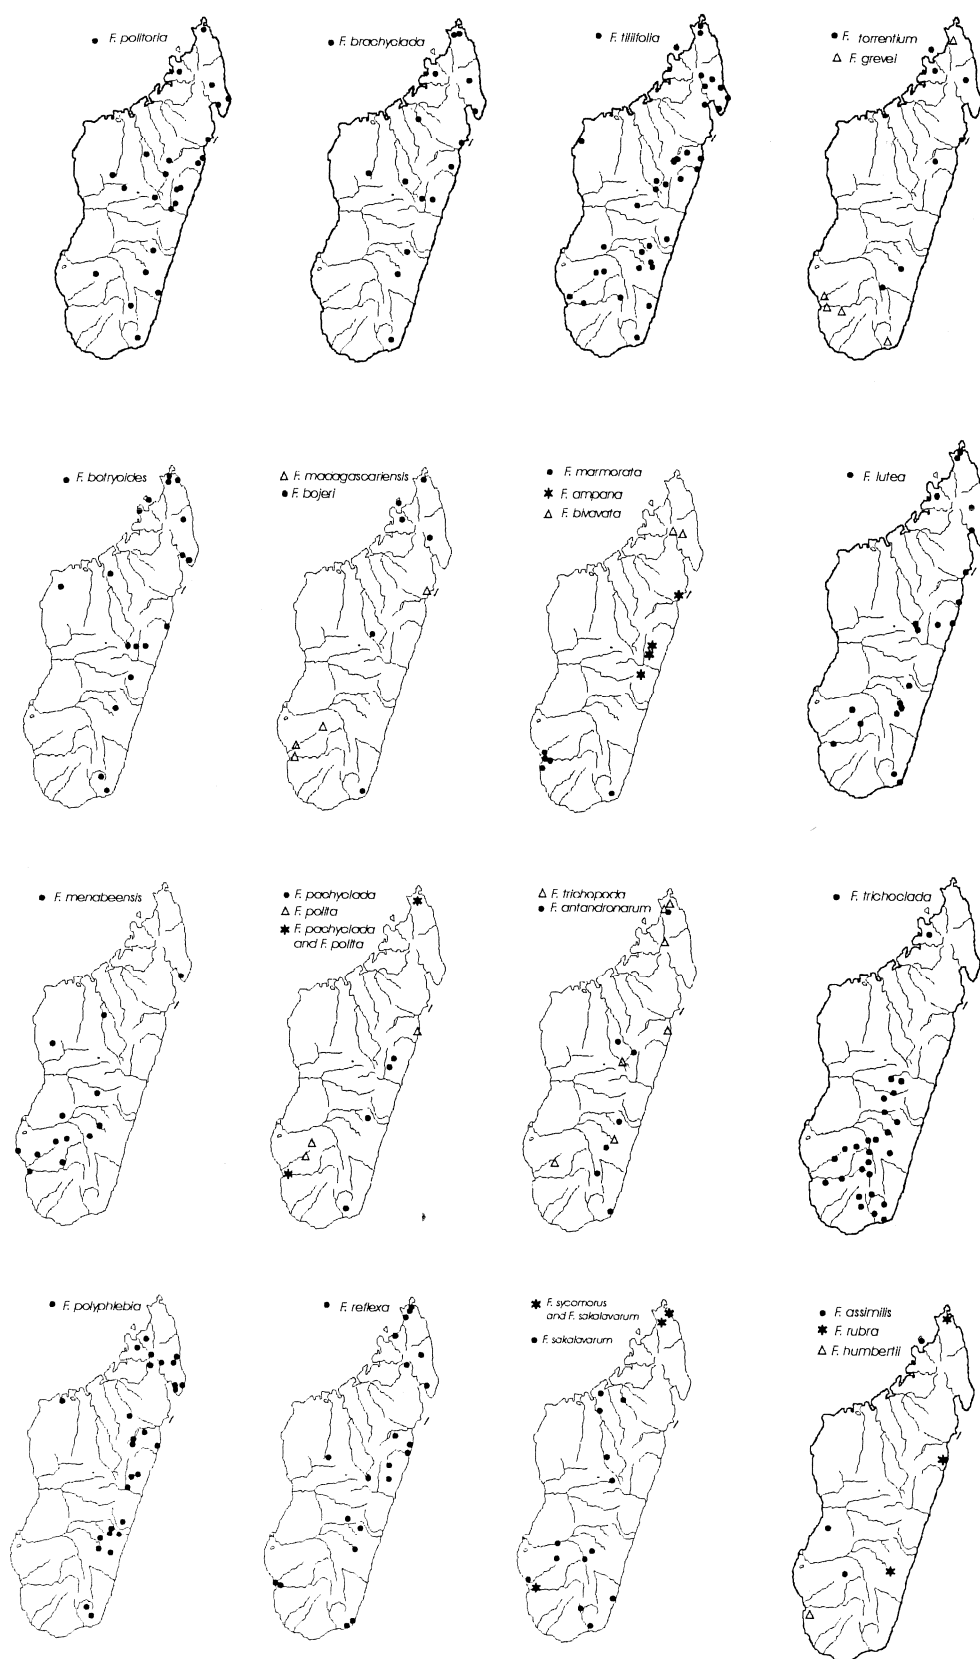 F. politoria
F. brachyclada
F. tiliifolia
F. torrentium
F. grevei
F. botryoides
F. madagascariensis
F. bojeri
F. marmorata
F. ampana
F. bivavata
F. lutea
F. menabeensis
F. pachyclada
F. polita
F. pachyclada
and F. polita
F. trichopoda
F. antandronarum
F. trichoclada
F. polyphlebia
F. reflexa
F. sycomorus
and F. sakalavarum
F. sakalavarum
F. assimilis
F. rubra
F. humbertii